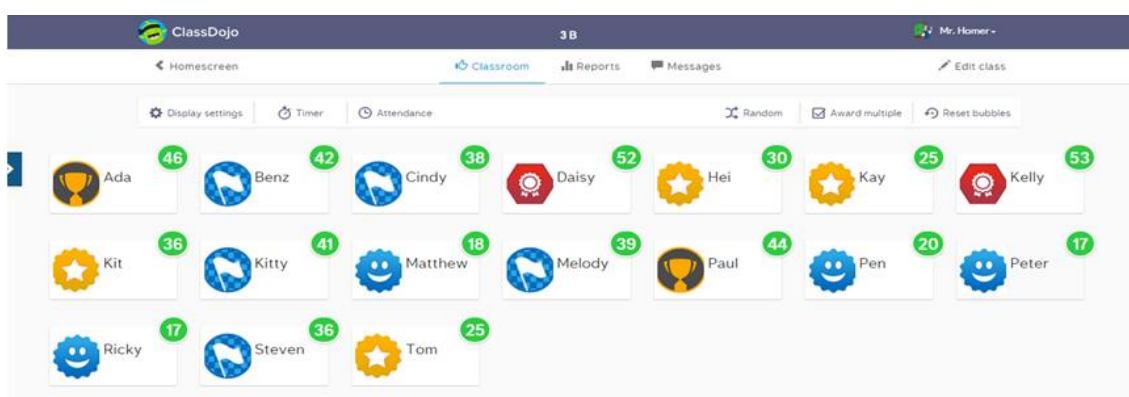 ClassDojo 3 B Mr. Homer
Homescreen Classroom Reports Messages Edit class
Display settings Timer Attendance Random Award multiple Reset bubbles
46 42 38 52 30 25 53
Ada Benz Cindy Daisy Hei Kay Kelly
36 41 18 39 44 20 17
Kit Kitty Matthew Melody Paul Pen Peter
17 36 25
Ricky Steven Tom